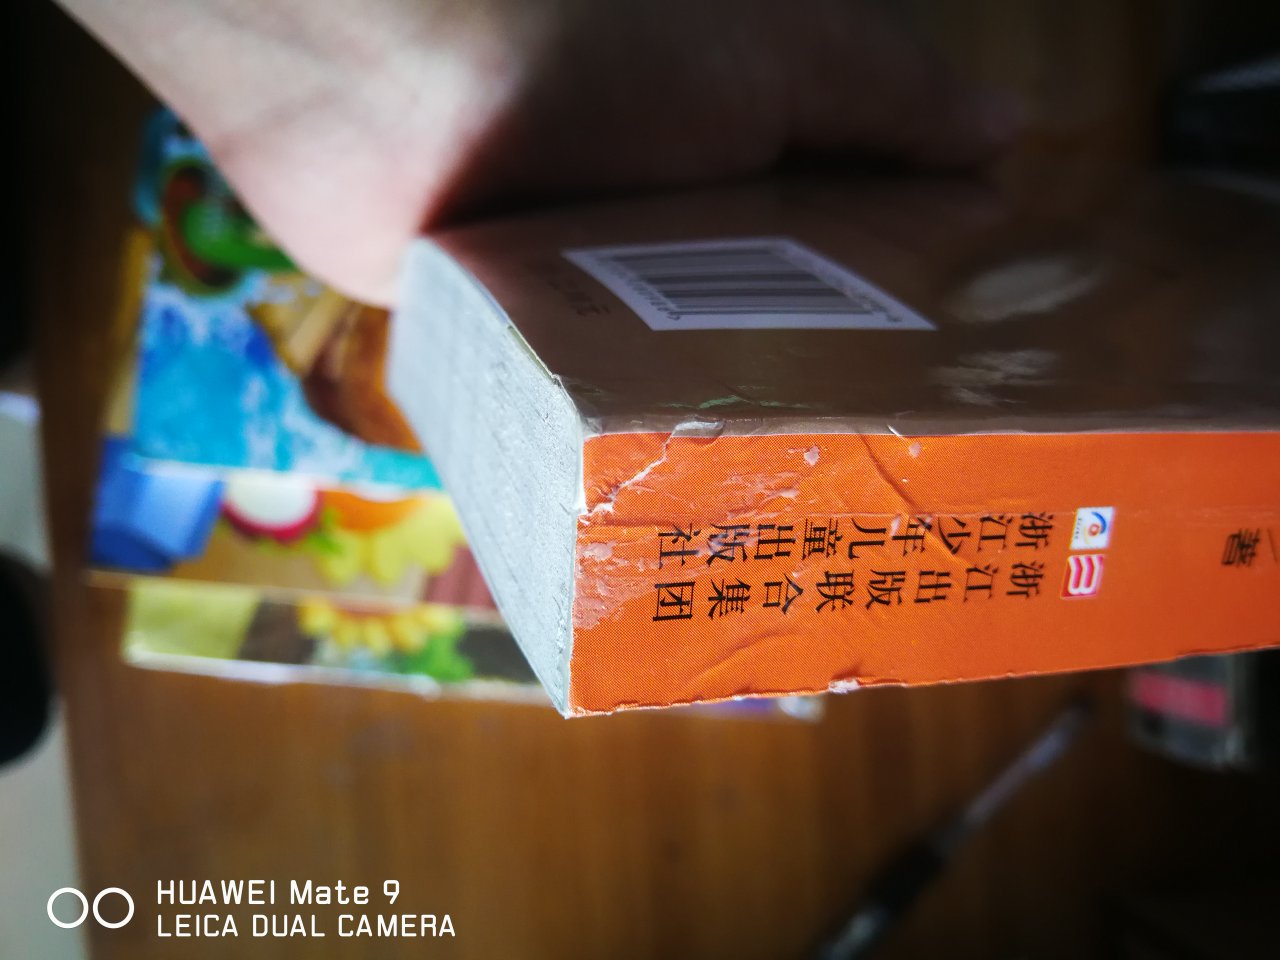 著
浙江出版联合集团
浙江少年儿童出版社
HUAWEI Mate 9
LEICA DUAL CAMERA